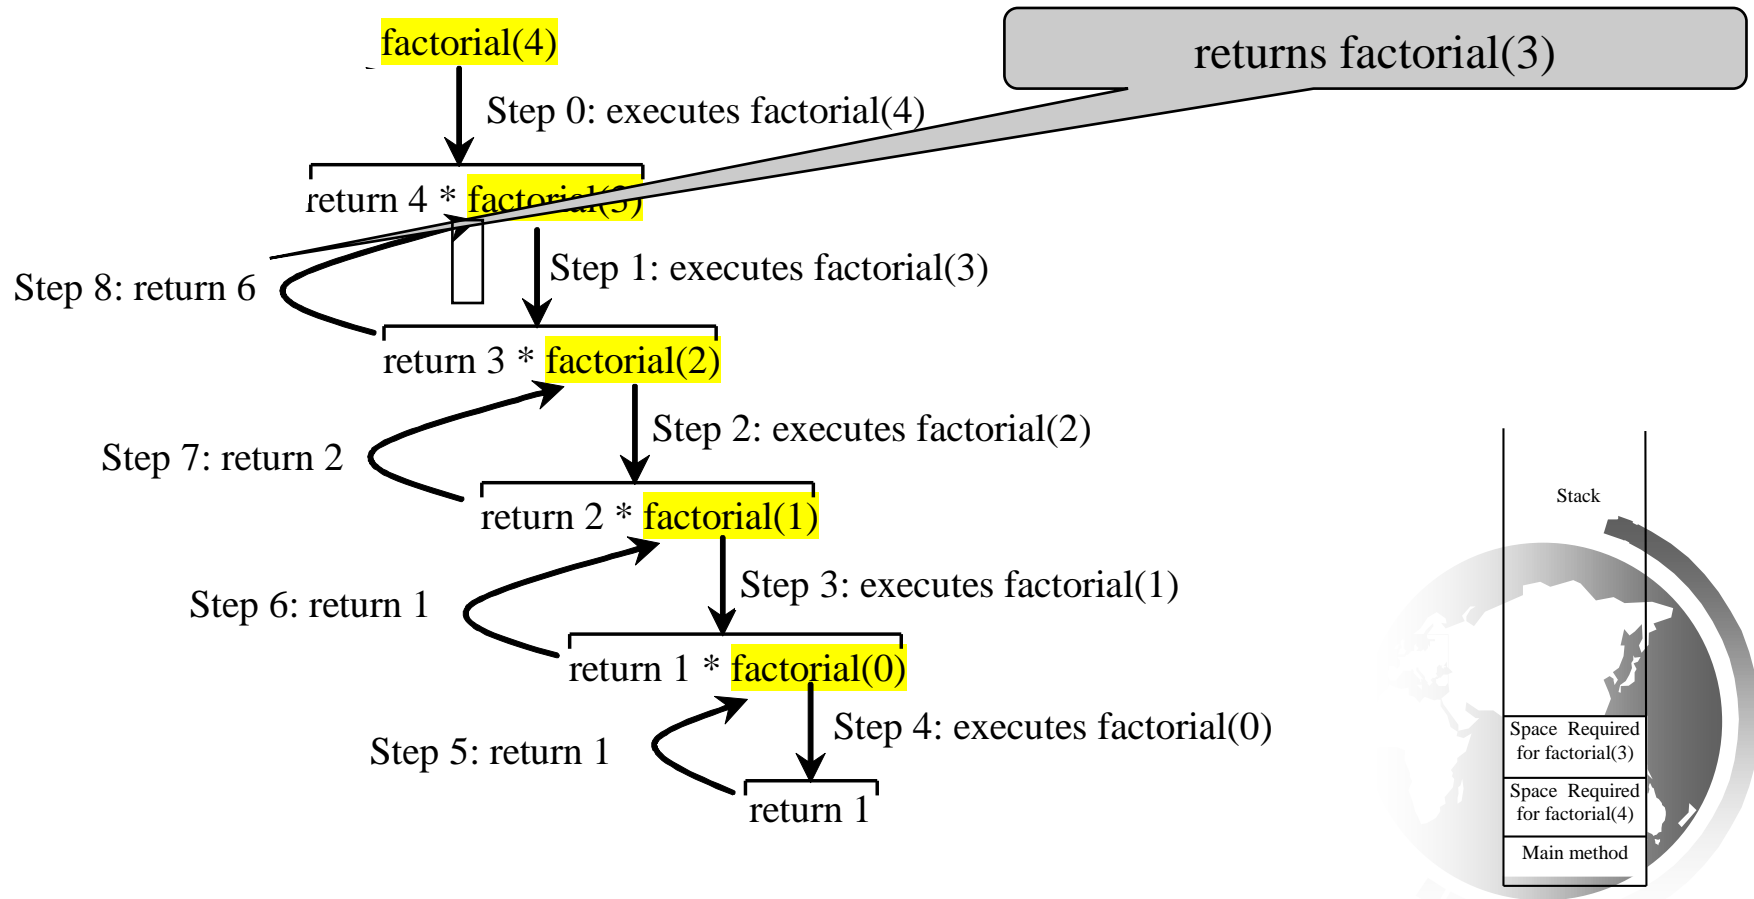 factorial(4)
returns factorial(3)
Step 0: executes factorial(4)
return 4 * factorial(3)
Step 1: executes factorial(3)
Step 8: return 6
return 3 * factorial(2)
Step 2: executes factorial(2)
Step 7: return 2
return 2 * factorial(1)
Step 3: executes factorial(1)
Step 6: return 1
return 1 * factorial(0)
Step 4: executes factorial(0)
Step 5: return 1
return 1
Stack
Space Required
for factorial(3)
Space Required
for factorial(4)
Main method